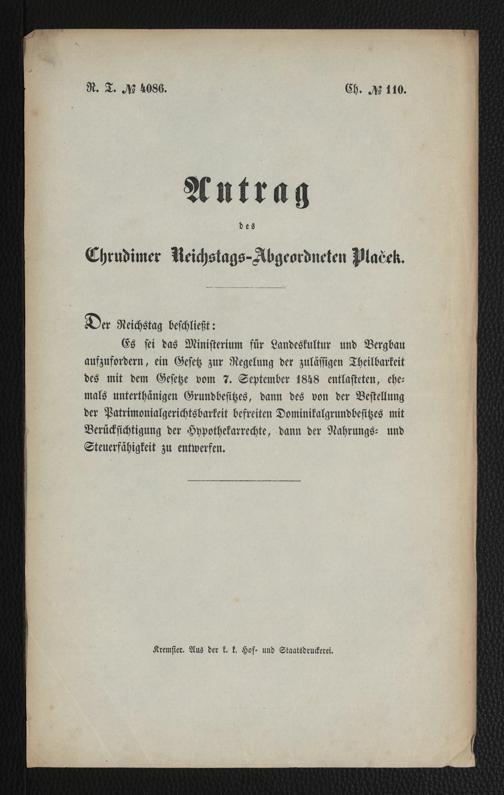 R. T. № 4086. Ch. № 110.
Antrag
des
Chrudimer Reichstags-Abgeordneten Plaček.
Der Reichstag beschließt:
Es sei das Ministerium für Landeskultur und Bergbau
aufzufordern, ein Gesetz zur Regelung der zulässigen Theilbarkeit
des mit dem Gesetze vom 7. September 1848 entlasteten, ehe-
mals unterthänigen Grundbesitzes, dann des von der Bestellung
der Patrimonialgerichtsbarkeit befreiten Dominikalgrundbesitzes mit
Berücksichtigung der Hypothekarrechte, dann der Nahrungs- und
Steuerfähigkeit zu entwerfen.
Kremsier. Aus der k. k. Hof- und Staatsdruckerei.